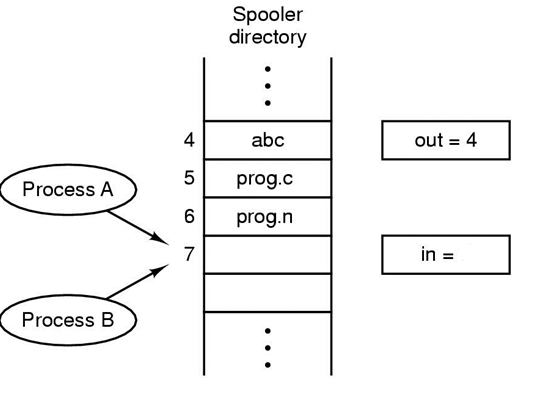 Spooler
directory
4
abc
out = 4
5
prog.c
Process A
6
prog.n
7
in =
Process B